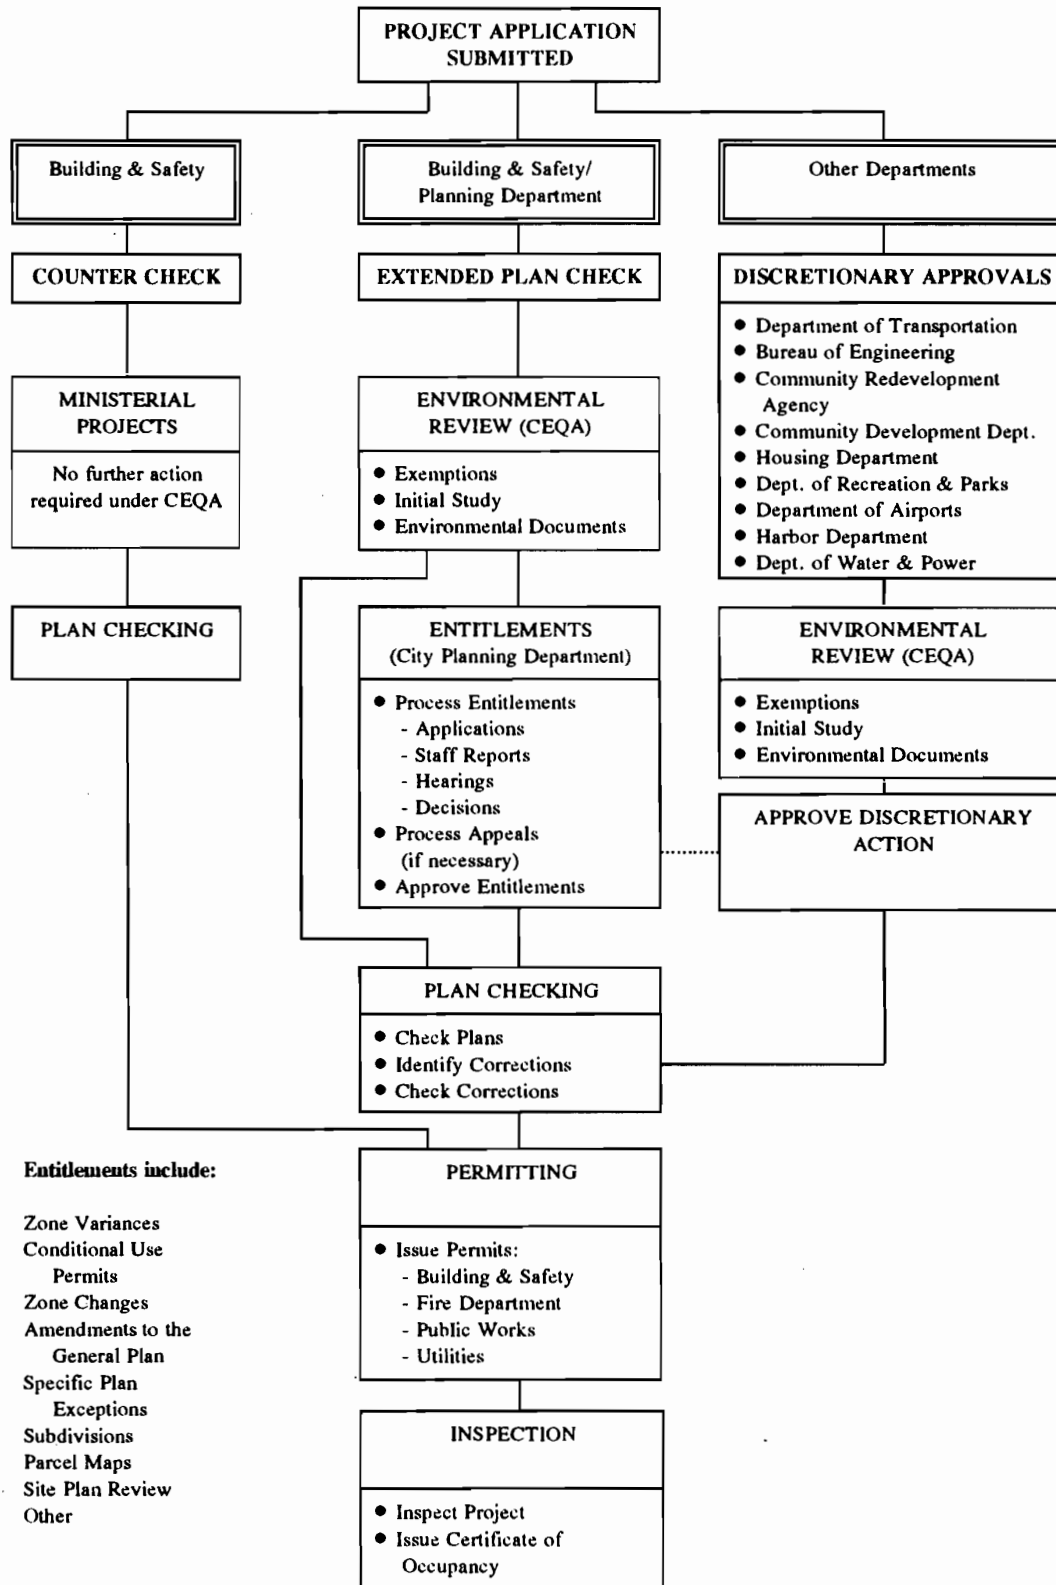 PROJECT APPLICATION
SUBMITTED
Building & Safety
Building & Safety/
Planning Department
Other Departments
COUNTER CHECK
EXTENDED PLAN CHECK
DISCRETIONARY APPROVALS
● Department of Transportation
● Bureau of Engineering
● Community Redevelopment
Agency
● Community Development Dept.
● Housing Department
● Dept. of Recreation & Parks
● Department of Airports
● Harbor Department
● Dept. of Water & Power
MINISTERIAL
PROJECTS
No further action
required under CEQA
ENVIRONMENTAL
REVIEW (CEQA)
● Exemptions
● Initial Study
● Environmental Documents
PLAN CHECKING
ENTITLEMENTS
(City Planning Department)
● Process Entitlements
- Applications
- Staff Reports
- Hearings
- Decisions
● Process Appeals
(if necessary)
● Approve Entitlements
ENVIRONMENTAL
REVIEW (CEQA)
● Exemptions
● Initial Study
● Environmental Documents
APPROVE DISCRETIONARY
ACTION
PLAN CHECKING
● Check Plans
● Identify Corrections
● Check Corrections
PERMITTING
● Issue Permits:
- Building & Safety
- Fire Department
- Public Works
- Utilities
INSPECTION
● Inspect Project
● Issue Certificate of
Occupancy
Entitlements include:
Zone Variances
Conditional Use
Permits
Zone Changes
Amendments to the
General Plan
Specific Plan
Exceptions
Subdivisions
Parcel Maps
Site Plan Review
Other